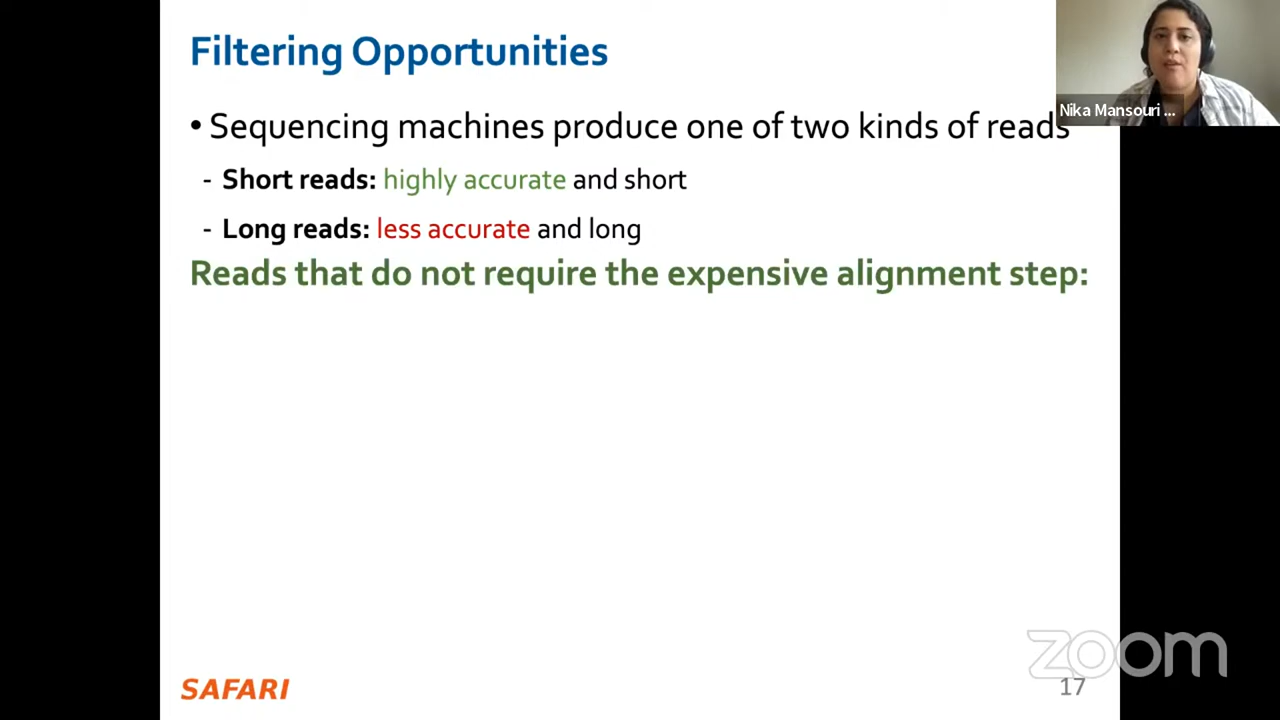 Filtering Opportunities
• Sequencing machines produce one of two kinds of reads
- Short reads: highly accurate and short
- Long reads: less accurate and long
Reads that do not require the expensive alignment step:
Nika Mansouri ...
zoom
SAFARI
17